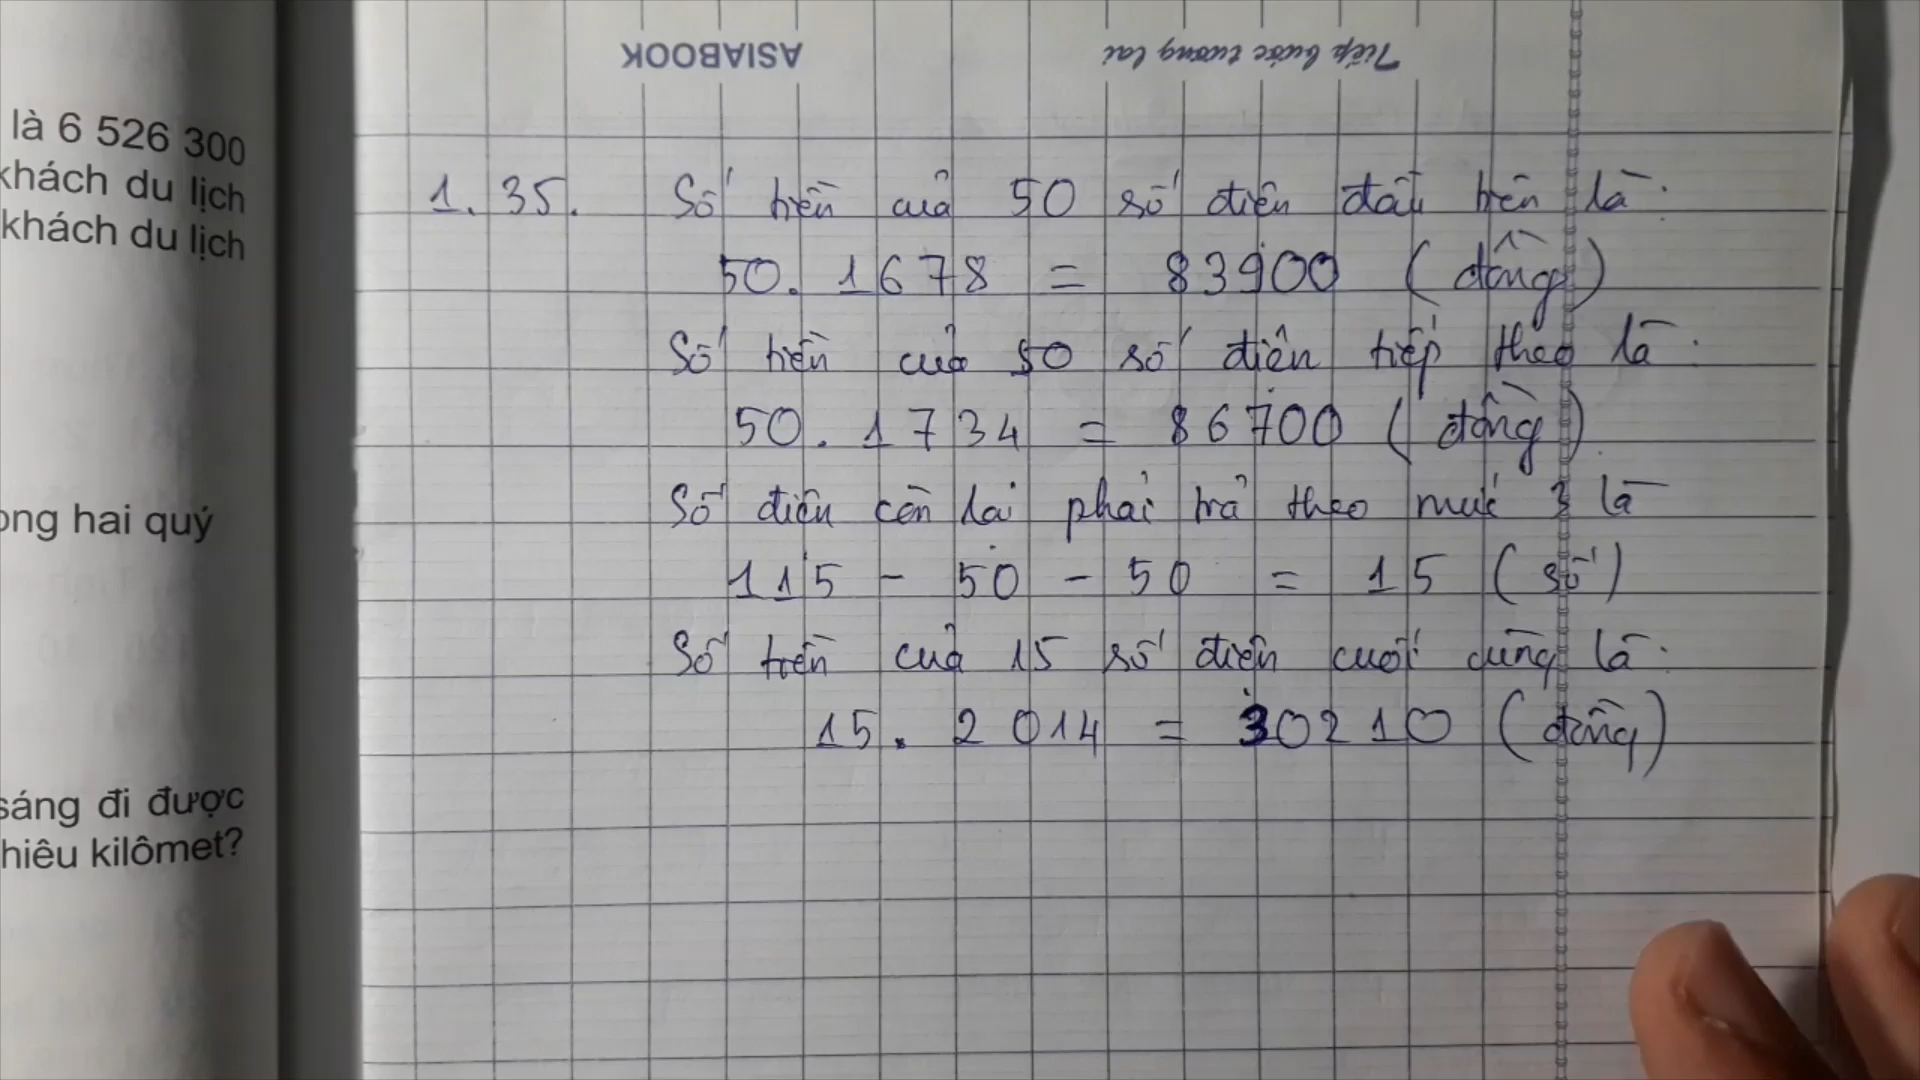 ASIABOOK
Tiếp bước tương lai
là 6 526 300
khách du lịch
khách du lịch
ong hai quý
sáng đi được
hiêu kilômet?
1.35. Số tiền của 50 số điện đầu tiên là:
50.1678 = 83900 (đồng)
Số tiền của 50 số điện tiếp theo là:
50.1734 = 86700 (đồng)
Số điện còn lại phải trả theo mức 3 là
115 - 50 - 50 = 15 (số)
Số tiền của 15 số điện cuối cùng là:
15.2014 = 30210 (đồng)